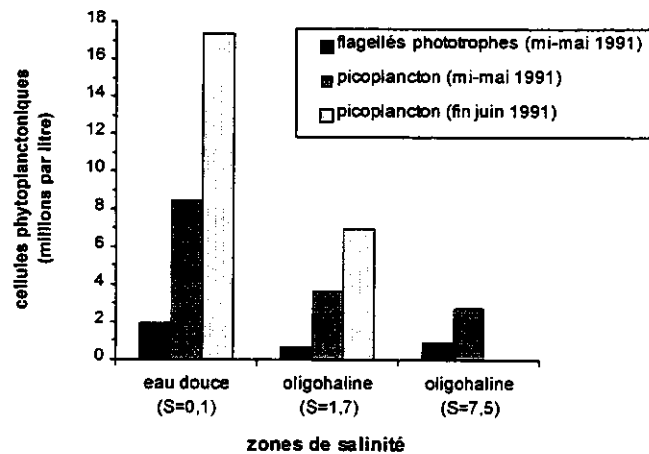 cellules phytoplanctoniques
(millions par litre)
18
16
14
12
10
8
6
4
2
0
flagellés phototrophes (mi-mai 1991)
picoplancton (mi-mai 1991)
picoplancton (fin juin 1991)
eau douce
(S=0,1)
oligohaline
(S=1,7)
oligohaline
(S=7,5)
zones de salinité